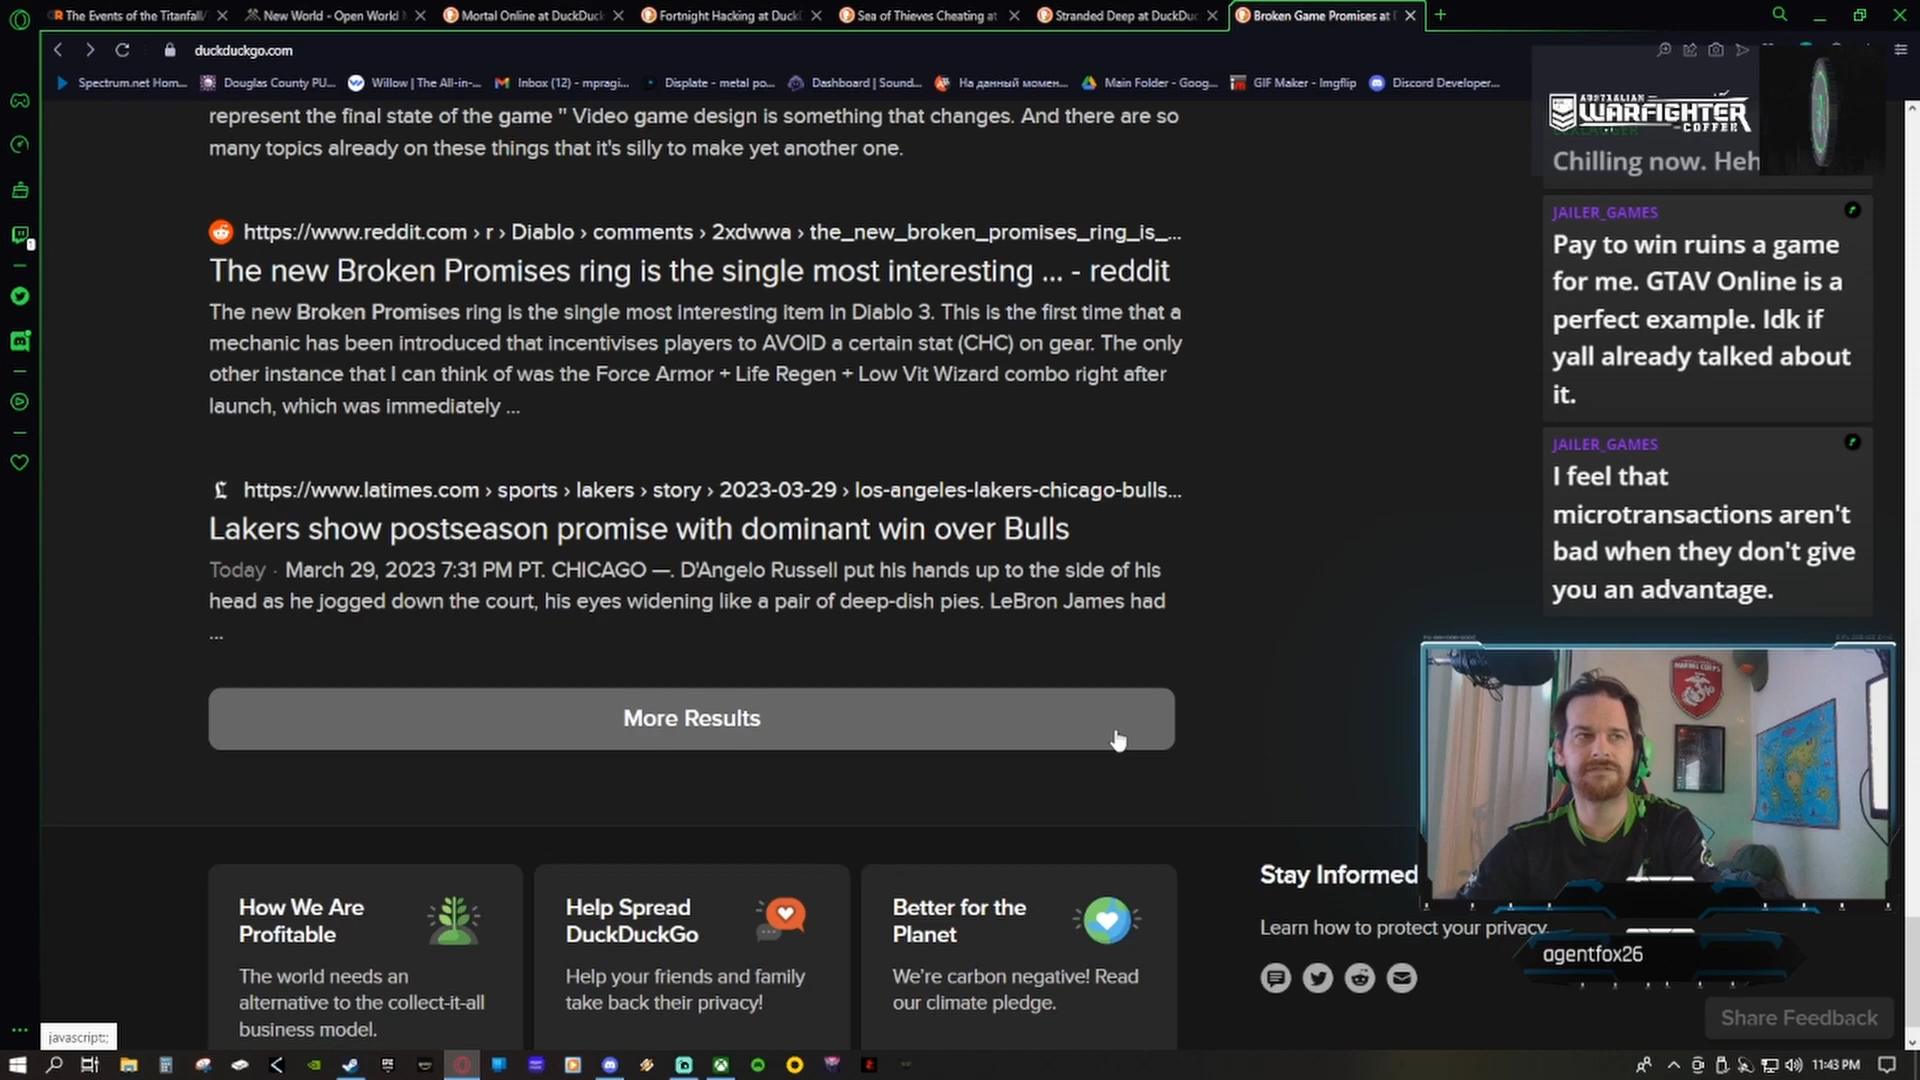 The Events of the Titanfall
New World - Open World
Mortal Online at DuckDuc
Fortnight Hacking at Duck
Sea of Thieves Cheating at
Stranded Deep at DuckDu
Broken Game Promises at
duckduckgo.com
Spectrum.net Hom...
Douglas County PU...
Willow | The All-in-...
Inbox (12) - mpragi...
Displate - metal po...
Dashboard | Sound...
На данный момен...
Main Folder - Goog...
GIF Maker - Imgflip
Discord Developer...
represent the final state of the game " Video game design is something that changes. And there are so
many topics already on these things that it's silly to make yet another one.
https://www.reddit.com › r › Diablo › comments › 2xdwwa › the_new_broken_promises_ring_is_...
The new Broken Promises ring is the single most interesting ... - reddit
The new Broken Promises ring is the single most interesting item in Diablo 3. This is the first time that a
mechanic has been introduced that incentivises players to AVOID a certain stat (CHC) on gear. The only
other instance that I can think of was the Force Armor + Life Regen + Low Vit Wizard combo right after
launch, which was immediately ...
https://www.latimes.com › sports › lakers › story › 2023-03-29 › los-angeles-lakers-chicago-bulls...
Lakers show postseason promise with dominant win over Bulls
Today · March 29, 2023 7:31 PM PT. CHICAGO —. D'Angelo Russell put his hands up to the side of his
head as he jogged down the court, his eyes widening like a pair of deep-dish pies. LeBron James had
...
More Results
How We Are
Profitable
The world needs an
alternative to the collect-it-all
business model.
Help Spread
DuckDuckGo
Help your friends and family
take back their privacy!
Better for the
Planet
We're carbon negative! Read
our climate pledge.
Stay Informed
Learn how to protect your privacy
Share Feedback
AUSTRALIAN
WARFIGHTER
COFFEE
Chilling now. Heh
JAILER_GAMES
Pay to win ruins a game
for me. GTAV Online is a
perfect example. Idk if
yall already talked about
it.
JAILER_GAMES
I feel that
microtransactions aren't
bad when they don't give
you an advantage.
MARINE CORPS
agentfox26
javascript:;
11:43 PM